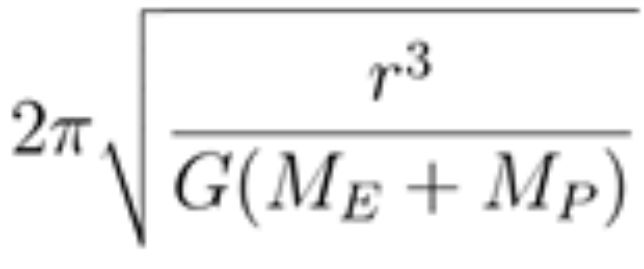 2π√(r³/(G(M_E + M_P)))